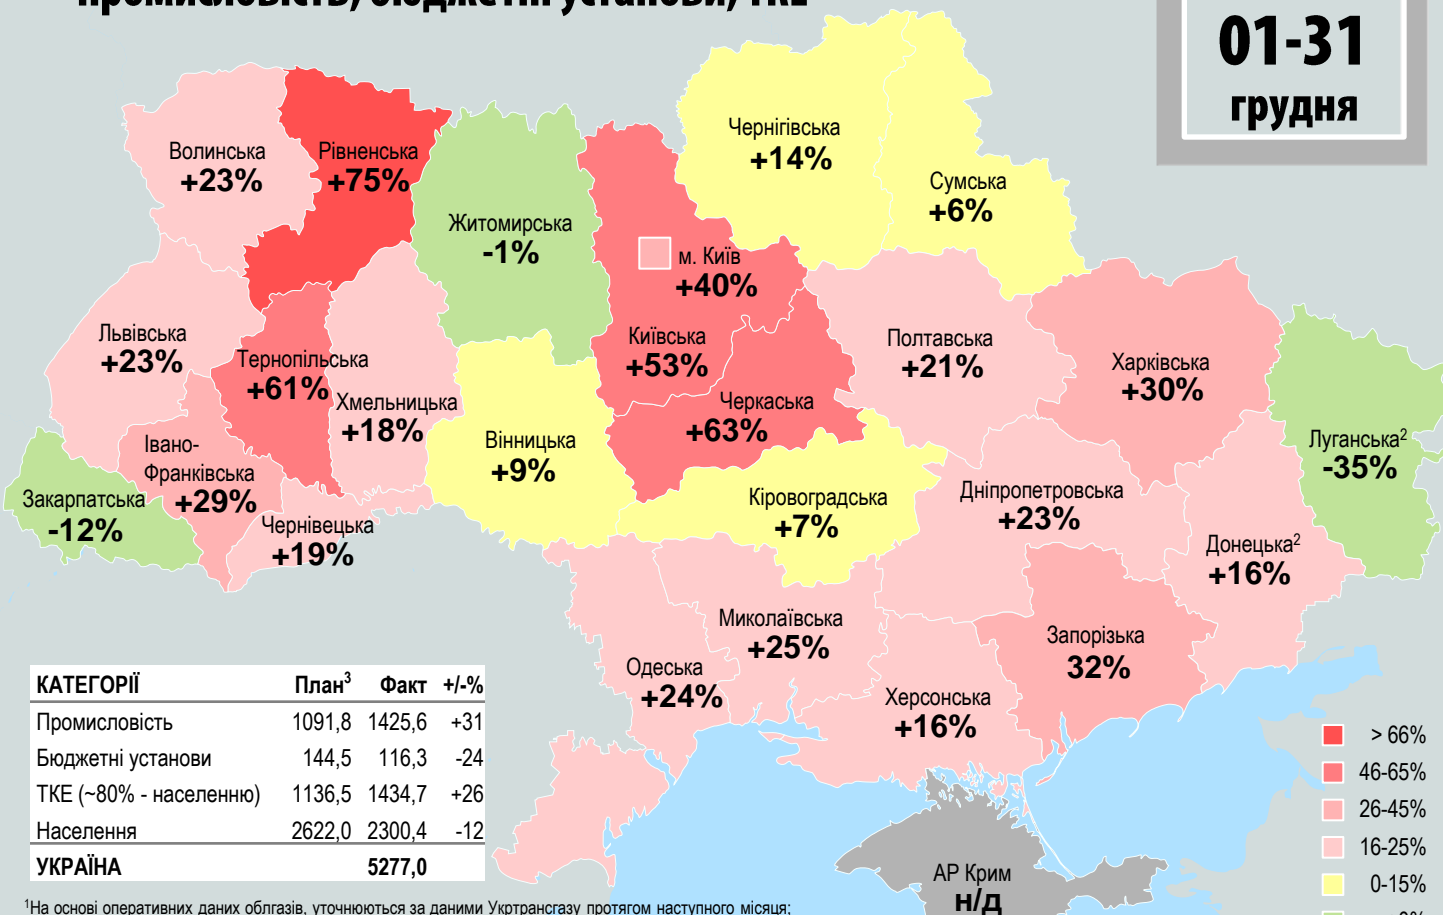 промисловість, бюджетні установи, ТКЕ
01-31
грудня
Волинська
+23%
Рівненська
+75%
Житомирська
-1%
Чернігівська
+14%
Сумська
+6%
м. Київ
+40%
Київська
+53%
Львівська
+23%
Тернопільська
+61%
Хмельницька
+18%
Черкаська
+63%
Полтавська
+21%
Харківська
+30%
Луганська2
-35%
Івано-
Франківська
+29%
Закарпатська
-12%
Чернівецька
+19%
Вінницька
+9%
Кіровоградська
+7%
Дніпропетровська
+23%
Донецька2
+16%
Миколаївська
+25%
Одеська
+24%
Херсонська
+16%
Запорізька
32%
АР Крим
н/д
КАТЕГОРІЇ План3 Факт +/-%
Промисловість 1091,8 1425,6 +31
Бюджетні установи 144,5 116,3 -24
ТКЕ (~80% - населенню) 1136,5 1434,7 +26
Населення 2622,0 2300,4 -12
УКРАЇНА 5277,0
> 66%
46-65%
26-45%
16-25%
0-15%
1На основі оперативних даних облгазів, уточнюються за даними Укртрансгазу протягом наступного місяця;